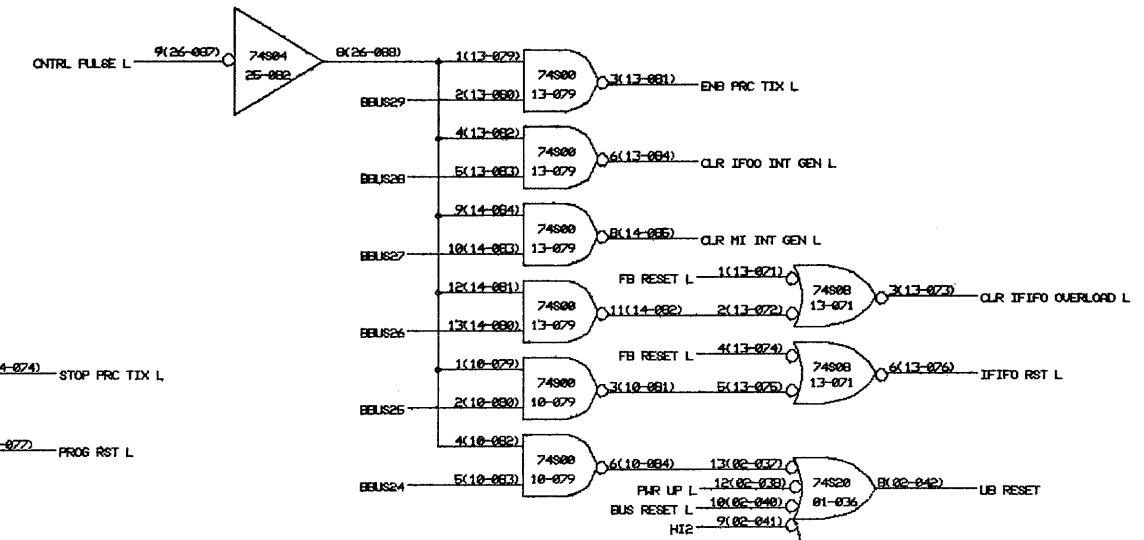 CNTRL PULSE L 9(26-087) 74S04 25-082 8(26-088)
1(13-079) 74S00 3(13-081) ENB PRC TIX L
BBUS29 2(13-080) 13-079
4(13-082) 74S00 6(13-084) CLR IFOO INT GEN L
BBUS28 5(13-083) 13-079
9(14-084) 74S00 8(14-085) CLR MI INT GEN L
BBUS27 10(14-083) 13-079
FB RESET L 1(13-071) 74S08 3(13-073) CLR IFIFO OVERLOAD L
12(14-081) 74S00 11(14-082) 2(13-072) 13-071
BBUS26 13(14-080) 13-079
FB RESET L 4(13-074) 74S08 6(13-076) IFIFO RST L
4-074) STOP PRC TIX L
1(10-079) 74S00 3(10-081) 5(13-075) 13-071
BBUS25 2(10-080) 10-079
-077) PROG RST L
4(10-082) 74S00 6(10-084) 13(02-037) 74S20 8(02-042) UB RESET
BBUS24 5(10-083) 10-079
PWR UP L 12(02-038) 01-036
BUS RESET L 10(02-040)
HI2 9(02-041)